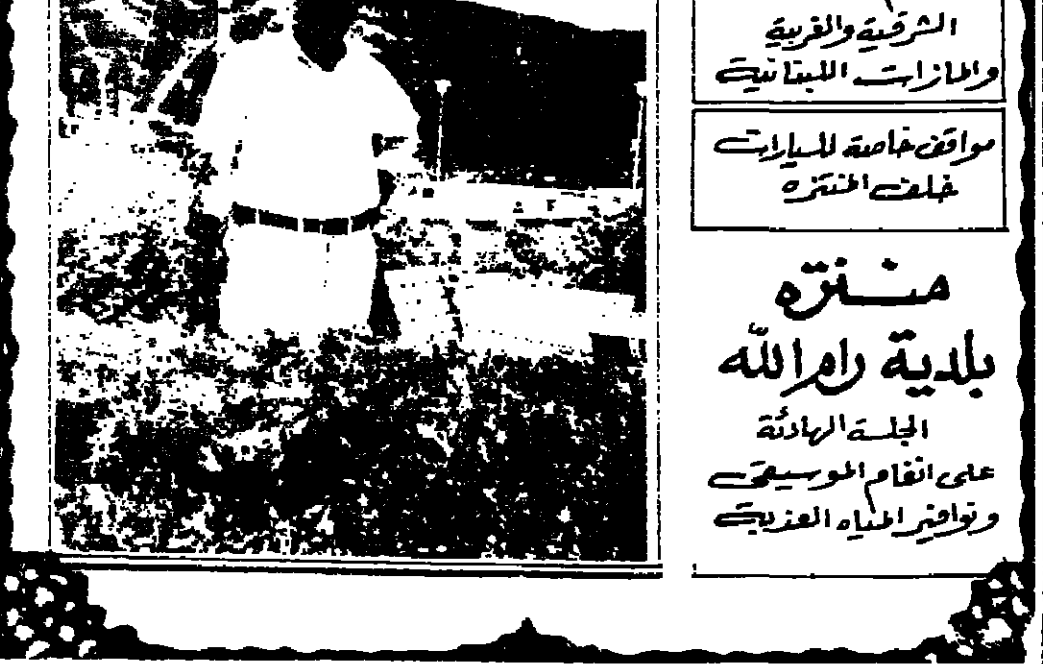 الشرقية والغربية
والمازات اللبنانية
مواقف خاصة للسيارات
خلف المنتزه
منتزه
بلدية رام الله
الجلسة الهادئة
على انغام الموسيقى
ونوافير المياه العذبة